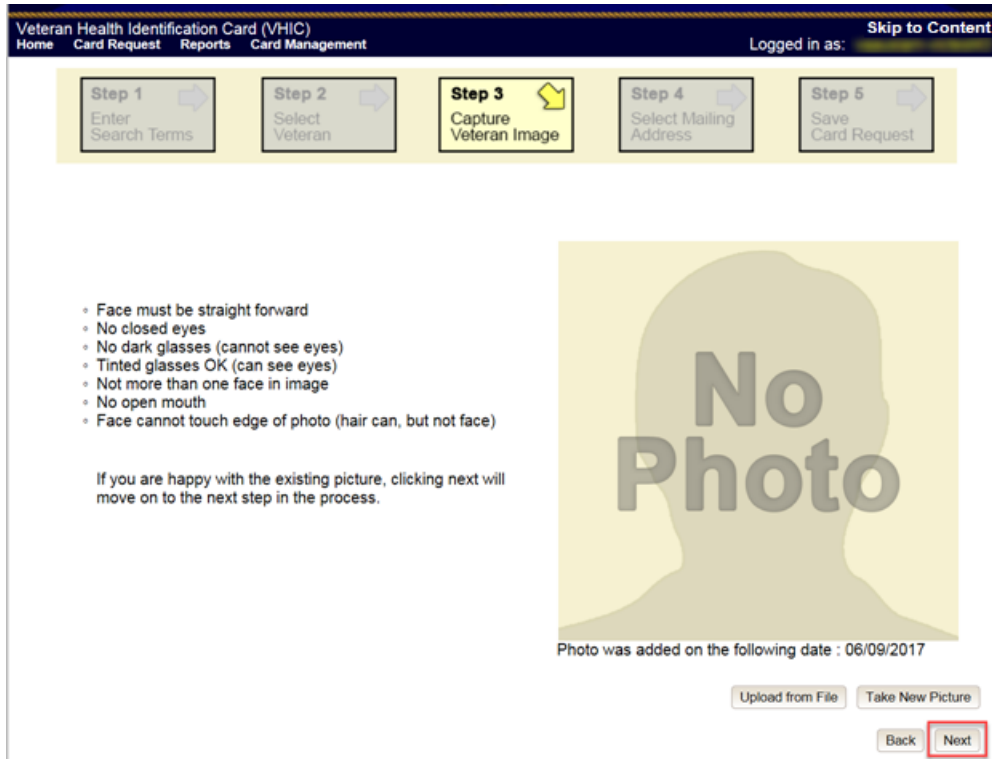 Veteran Health Identification Card (VHIC)
Skip to Content
Home Card Request Reports Card Management
Logged in as:
Step 1
Enter
Search Terms
Step 2
Select
Veteran
Step 3
Capture
Veteran Image
Step 4
Select Mailing
Address
Step 5
Save
Card Request
Face must be straight forward
No closed eyes
No dark glasses (cannot see eyes)
Tinted glasses OK (can see eyes)
Not more than one face in image
No open mouth
Face cannot touch edge of photo (hair can, but not face)
If you are happy with the existing picture, clicking next will
move on to the next step in the process.
No
Photo
Photo was added on the following date : 06/09/2017
Upload from File Take New Picture
Back Next